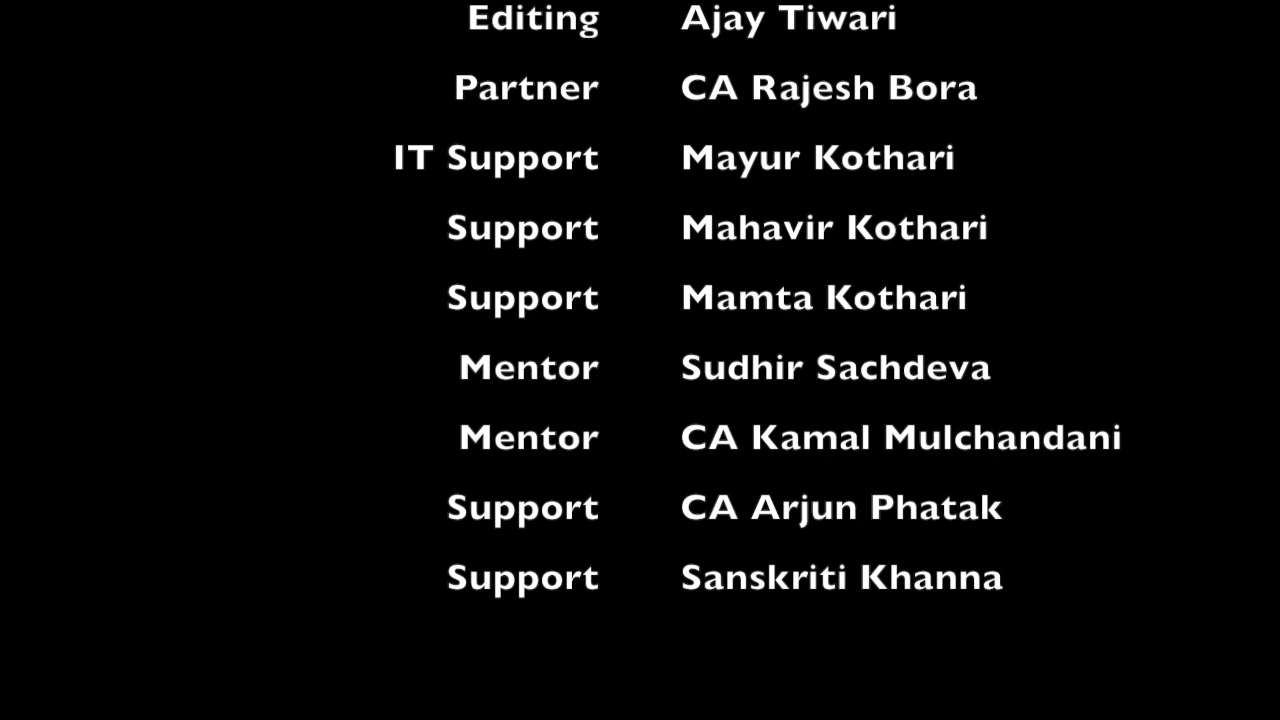 Editing Ajay Tiwari
Partner CA Rajesh Bora
IT Support Mayur Kothari
Support Mahavir Kothari
Support Mamta Kothari
Mentor Sudhir Sachdeva
Mentor CA Kamal Mulchandani
Support CA Arjun Phatak
Support Sanskriti Khanna